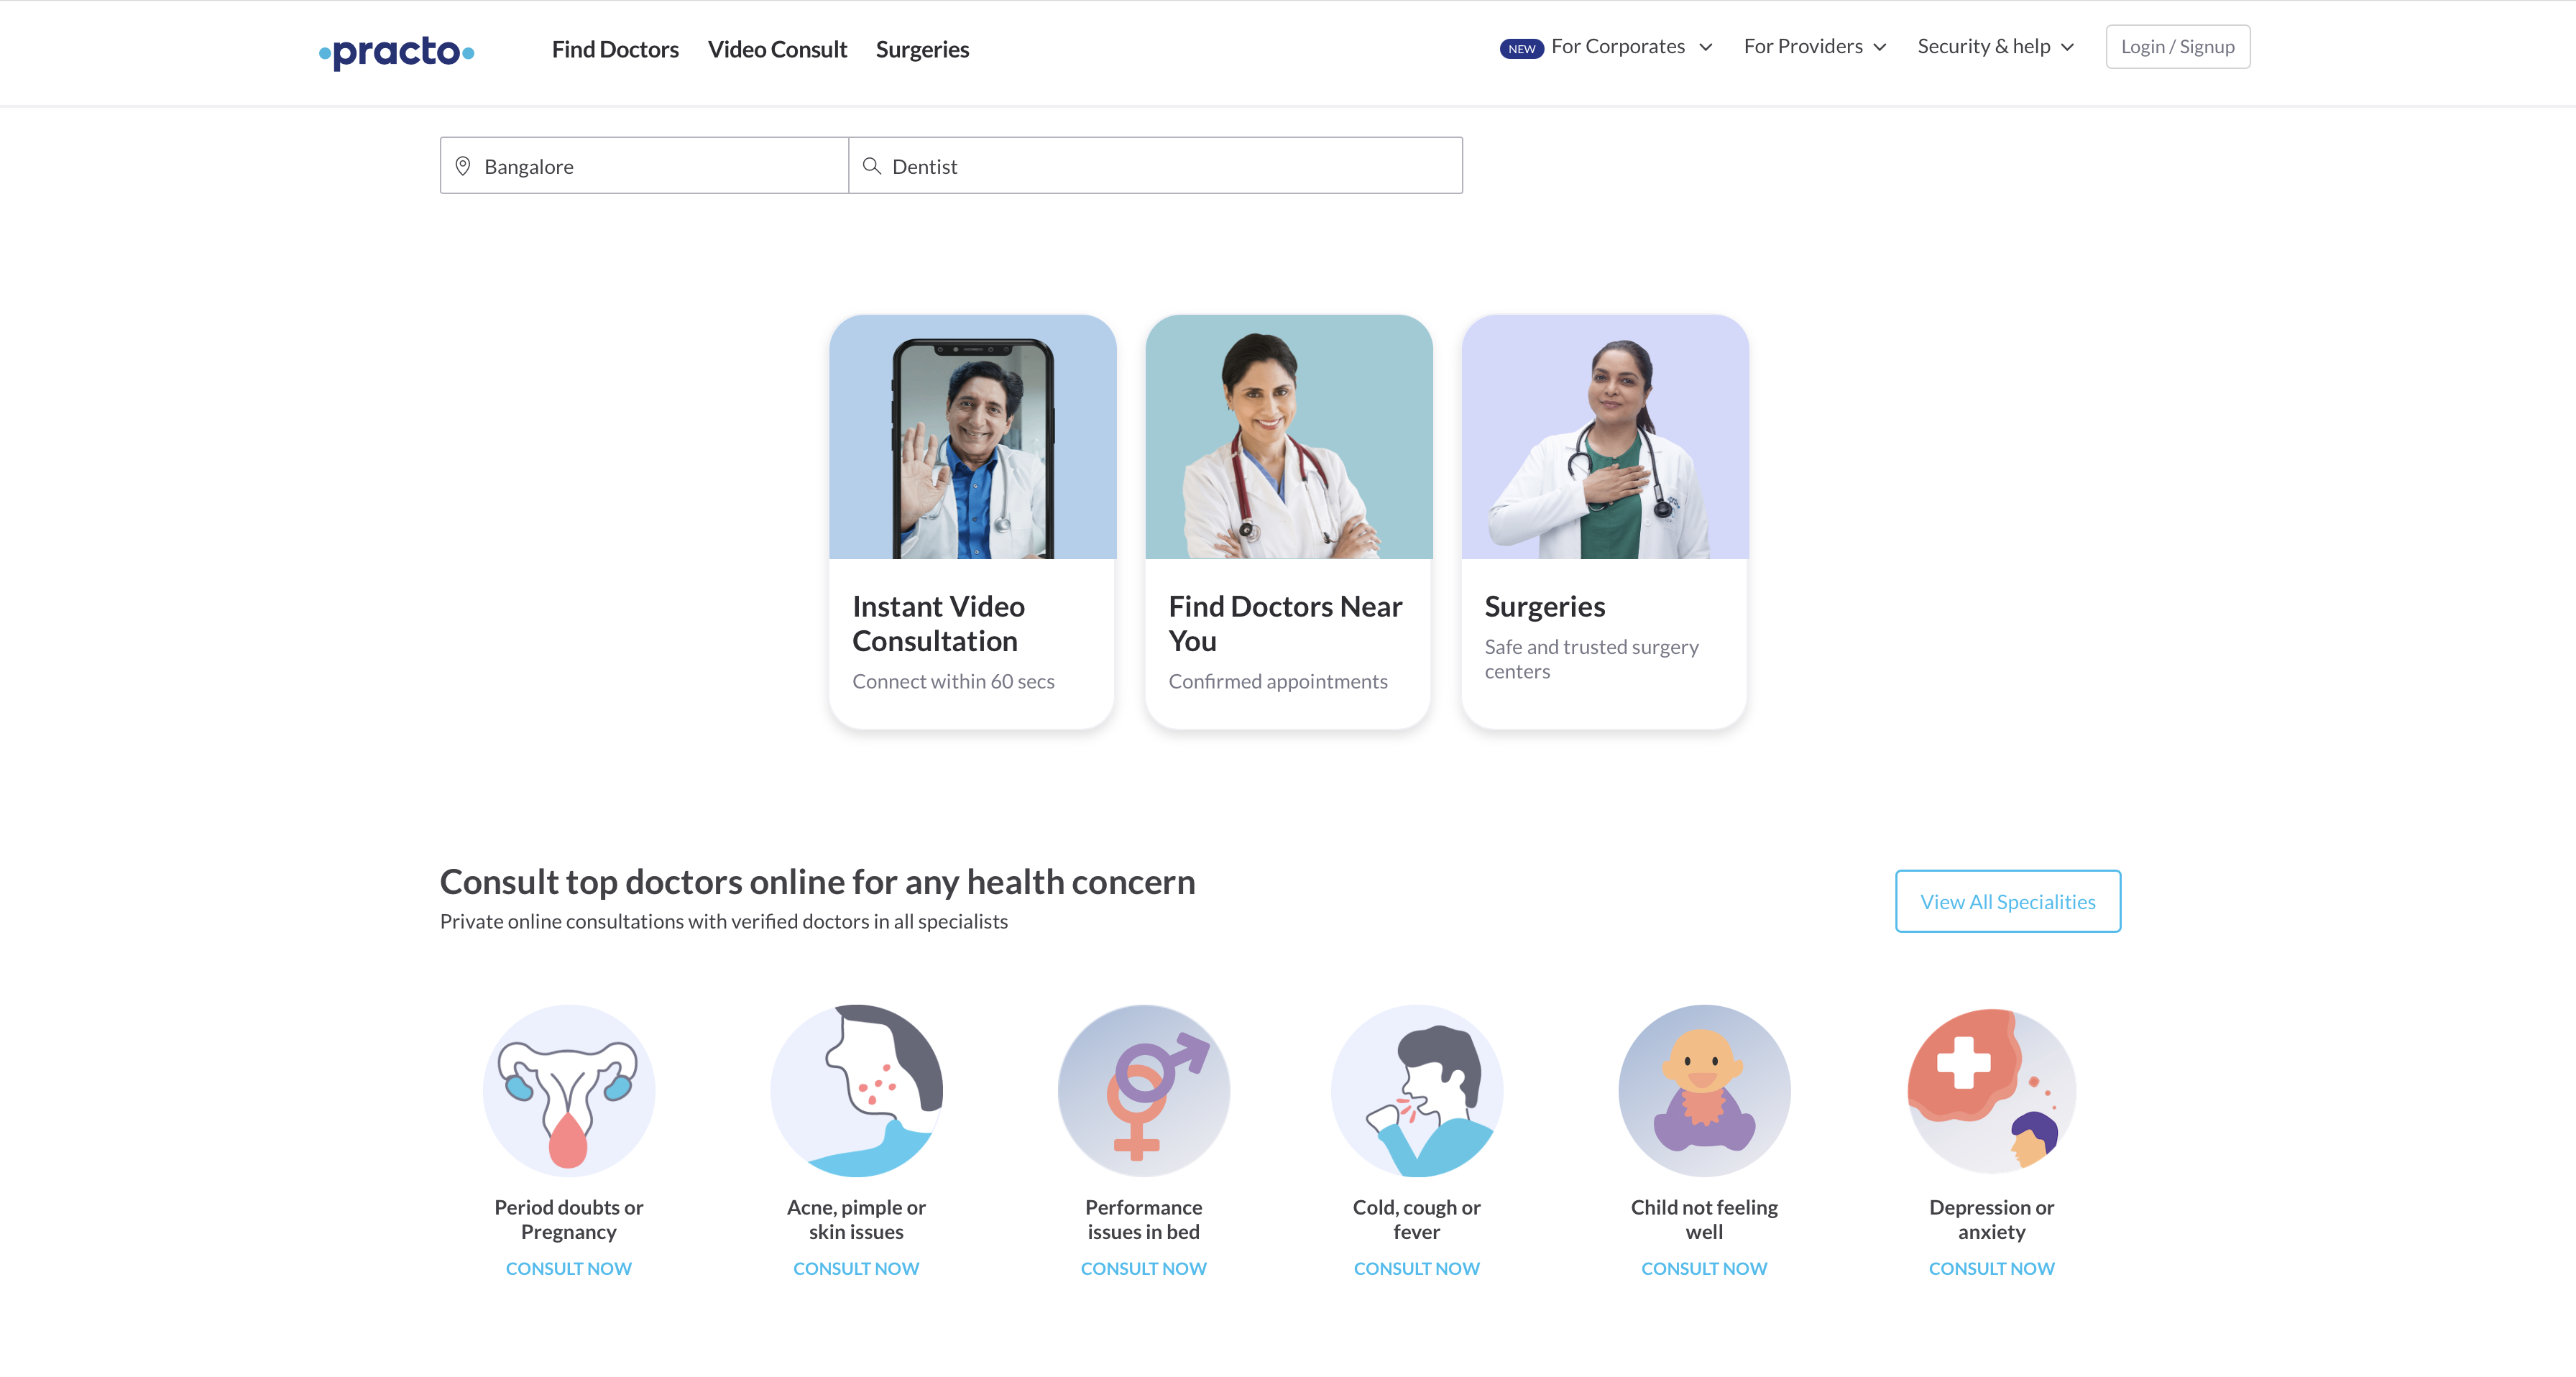 practo
Find Doctors
Video Consult
Surgeries
NEW
For Corporates
For Providers
Security & help
Login / Signup
Bangalore
Dentist
Instant Video
Consultation
Connect within 60 secs
Find Doctors Near
You
Confirmed appointments
Surgeries
Safe and trusted surgery
centers
Consult top doctors online for any health concern
Private online consultations with verified doctors in all specialists
View All Specialities
Period doubts or
Pregnancy
CONSULT NOW
Acne, pimple or
skin issues
CONSULT NOW
Performance
issues in bed
CONSULT NOW
Cold, cough or
fever
CONSULT NOW
Child not feeling
well
CONSULT NOW
Depression or
anxiety
CONSULT NOW